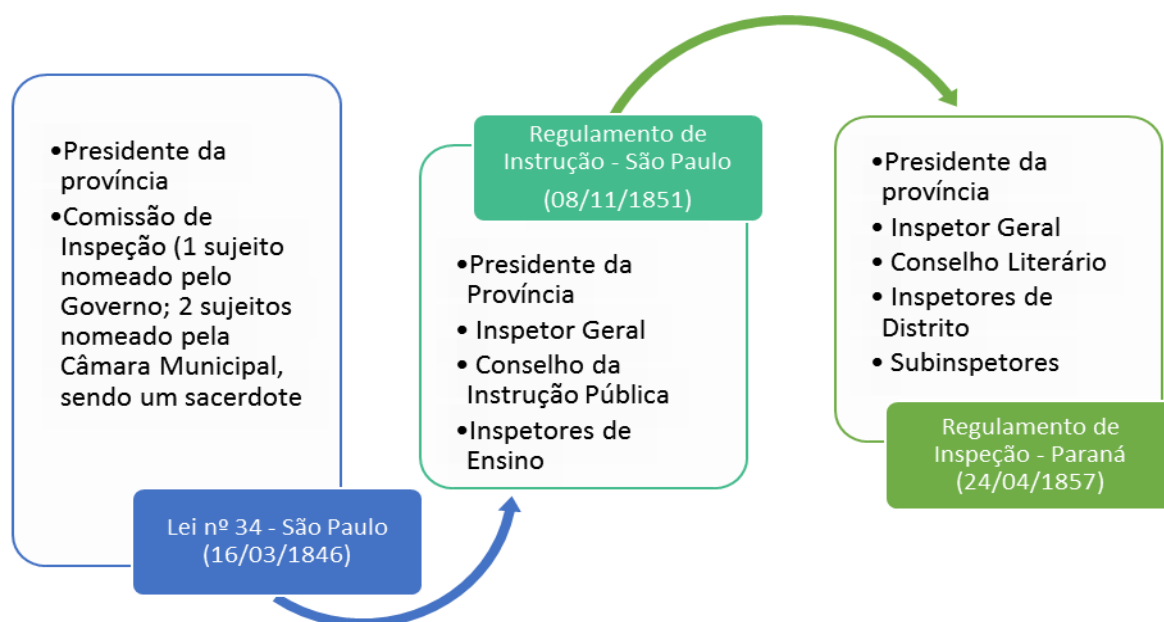 •Presidente da
província
•Comissão de
Inspeção (1 sujeito
nomeado pelo
Governo; 2 sujeitos
nomeado pela
Câmara Municipal,
sendo um sacerdote
Lei nº 34 - São Paulo
(16/03/1846)
Regulamento de
Instrução - São Paulo
(08/11/1851)
•Presidente da
Província
• Inspetor Geral
• Conselho da
Instrução Pública
•Inspetores de
Ensino
•Presidente da
província
• Inspetor Geral
• Conselho Literário
• Inspetores de
Distrito
• Subinspetores
Regulamento de
Inspeção - Paraná
(24/04/1857)